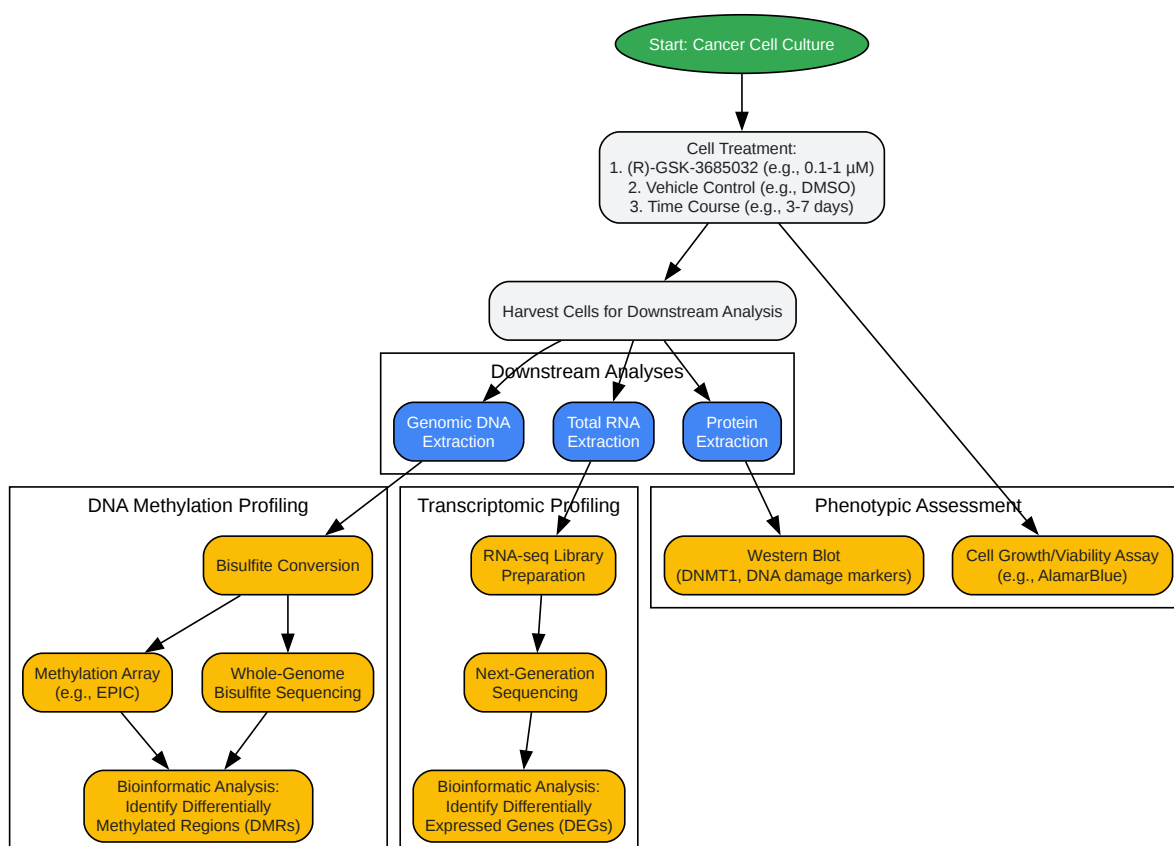 Start: Cancer Cell Culture
Cell Treatment:
1. (R)-GSK-3685032 (e.g., 0.1-1 µM)
2. Vehicle Control (e.g., DMSO)
3. Time Course (e.g., 3-7 days)
Harvest Cells for Downstream Analysis
Downstream Analyses
Genomic DNA
Extraction
Total RNA
Extraction
Protein
Extraction
DNA Methylation Profiling
Bisulfite Conversion
Methylation Array
(e.g., EPIC)
Whole-Genome
Bisulfite Sequencing
Bioinformatic Analysis:
Identify Differentially
Methylated Regions (DMRs)
Transcriptomic Profiling
RNA-seq Library
Preparation
Next-Generation
Sequencing
Bioinformatic Analysis:
Identify Differentially
Expressed Genes (DEGs)
Phenotypic Assessment
Western Blot
(DNMT1, DNA damage markers)
Cell Growth/Viability Assay
(e.g., AlamarBlue)